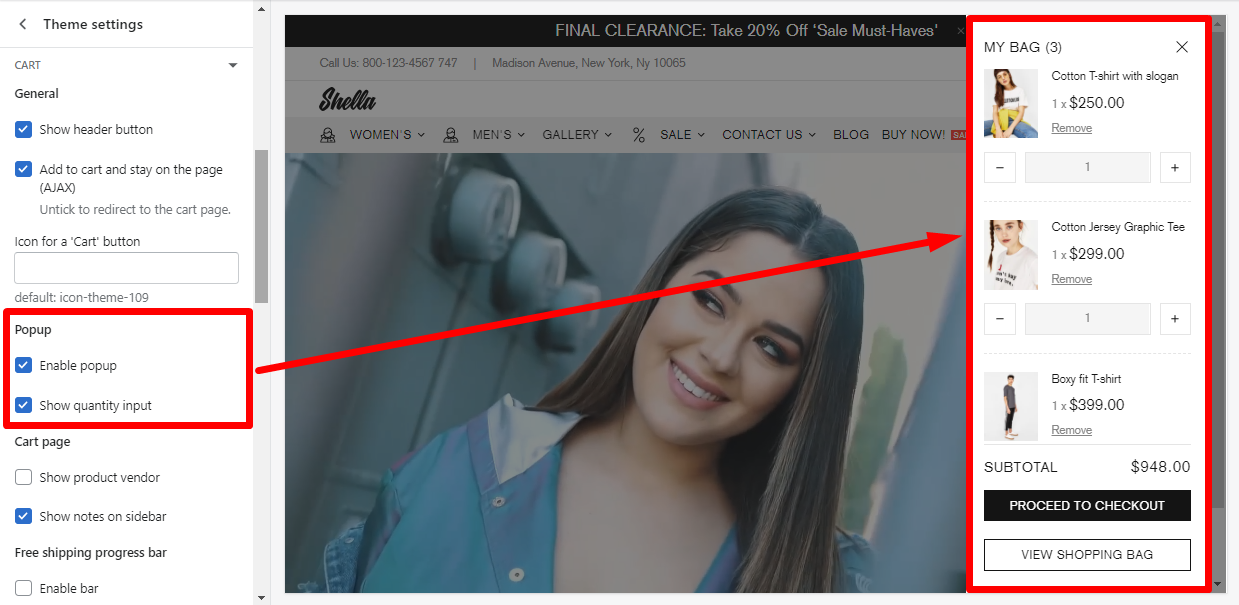 Theme settings
CART
General
Show header button
Add to cart and stay on the page
(AJAX)
Untick to redirect to the cart page.
Icon for a 'Cart' button
default: icon-theme-109
Popup
Enable popup
Show quantity input
Cart page
Show product vendor
Show notes on sidebar
Free shipping progress bar
Enable bar
FINAL CLEARANCE: Take 20% Off ‘Sale Must-Haves’ ×
Call Us: 800-123-4567 747 | Madison Avenue, New York, Ny 10065
Shella
WOMEN'S MEN'S GALLERY % SALE CONTACT US BLOG BUY NOW! SA
MY BAG (3)
Cotton T-shirt with slogan
1 x $250.00
Remove
− 1 +
Cotton Jersey Graphic Tee
1 x $299.00
Remove
− 1 +
Boxy fit T-shirt
1 x $399.00
Remove
SUBTOTAL $948.00
PROCEED TO CHECKOUT
VIEW SHOPPING BAG